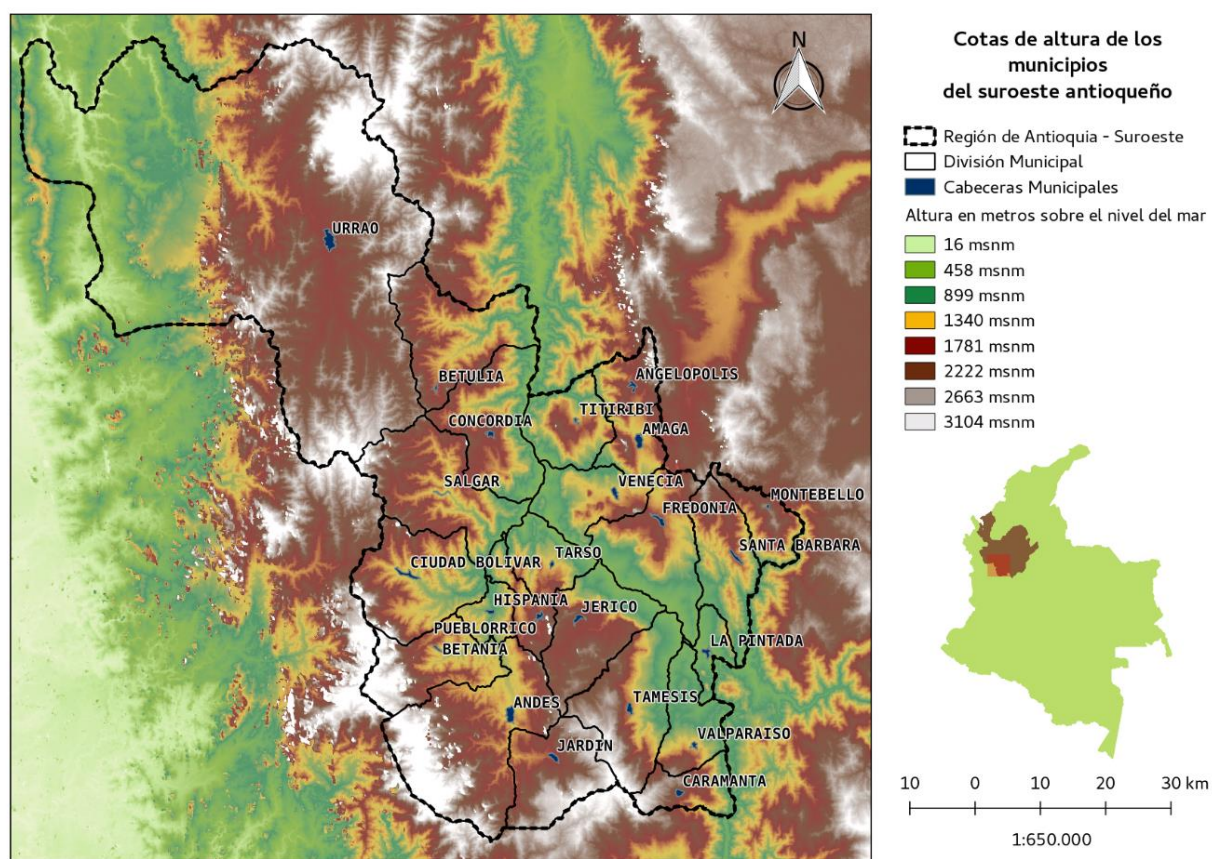 Cotas de altura de los
municipios
del suroeste antioqueño
Región de Antioquia - Suroeste
División Municipal
Cabeceras Municipales
Altura en metros sobre el nivel del mar
16 msnm
458 msnm
899 msnm
1340 msnm
1781 msnm
2222 msnm
2663 msnm
3104 msnm
10 0 10 20 30 km
1:650.000
N
URRAO
BETULIA
ANGELOPOLIS
CONCORDIA
TITIRIBI
AMAGA
SALGAR
VENECIA
MONTEBELLO
FREDONIA
SANTA BARBARA
CIUDAD BOLIVAR
TARSO
HISPANIA
JERICO
PUEBLORRICO
BETANIA
LA PINTADA
ANDES
TAMESIS
JARDIN
VALPARAISO
CARAMANTA